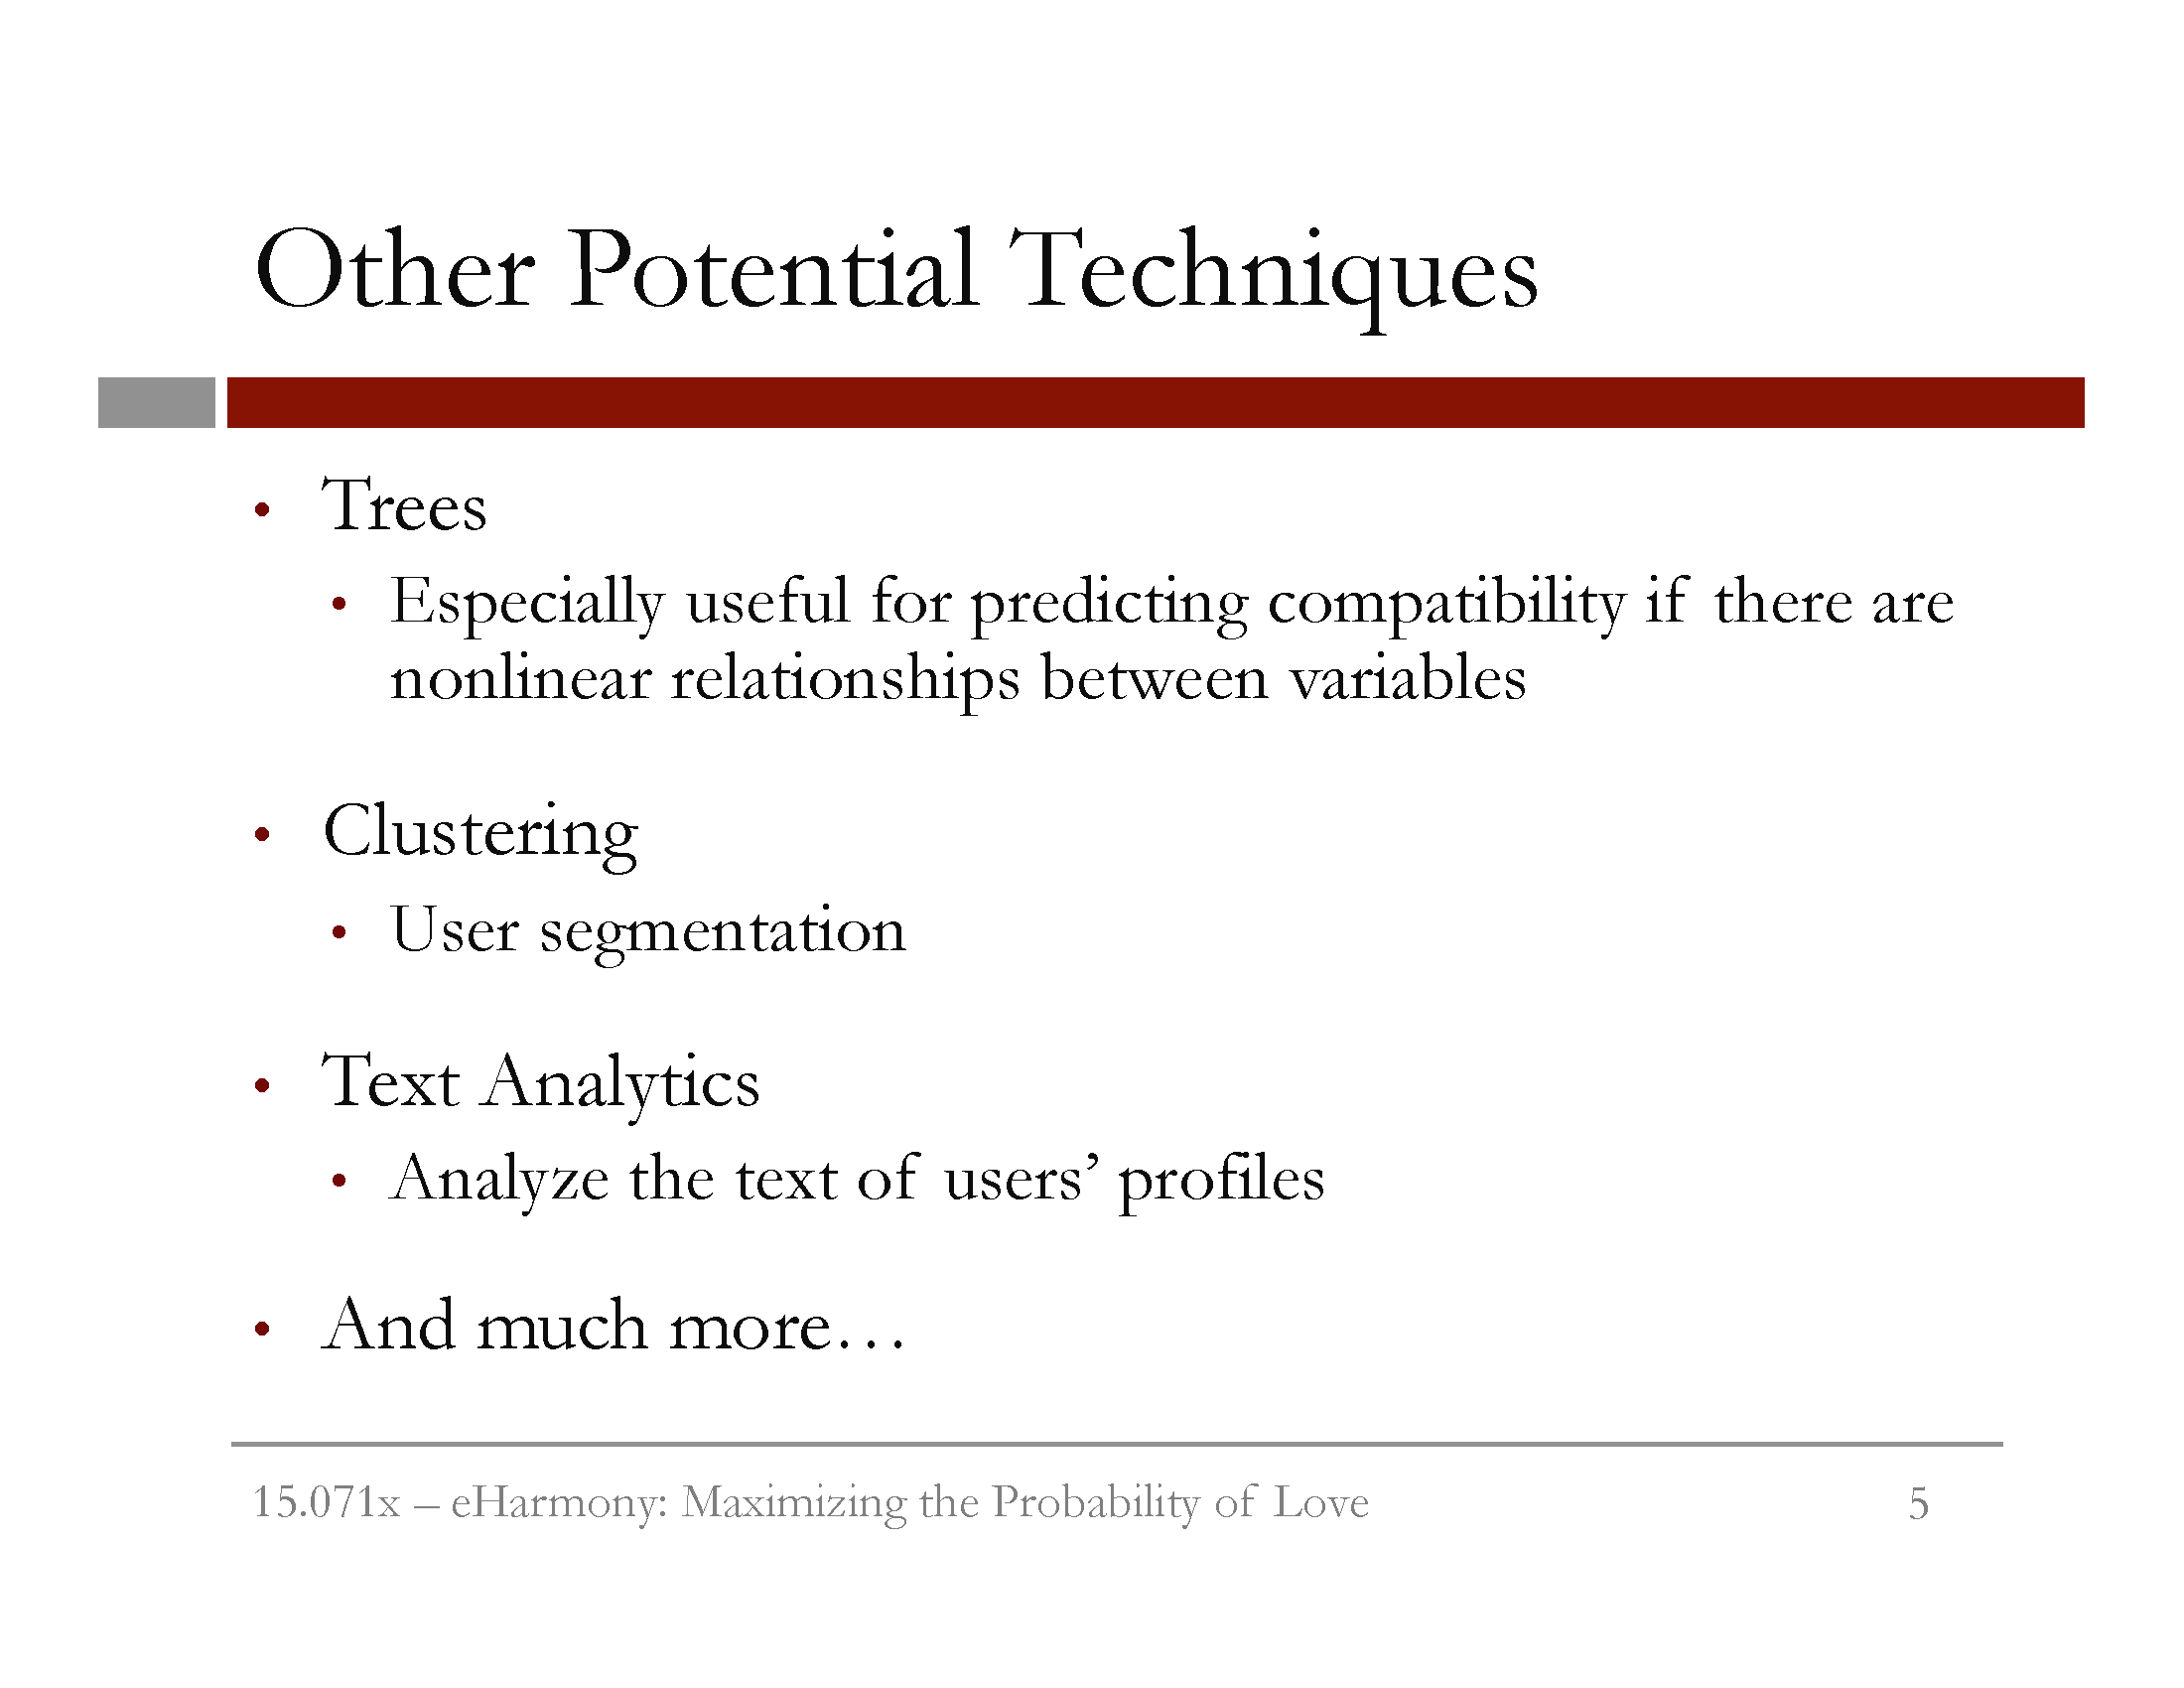 Other Potential Techniques
• Trees
• Especially useful for predicting compatibility if there are
nonlinear relationships between variables
• Clustering
• User segmentation
• Text Analytics
• Analyze the text of users’ profiles
• And much more…
15.071x – eHarmony: Maximizing the Probability of Love 5